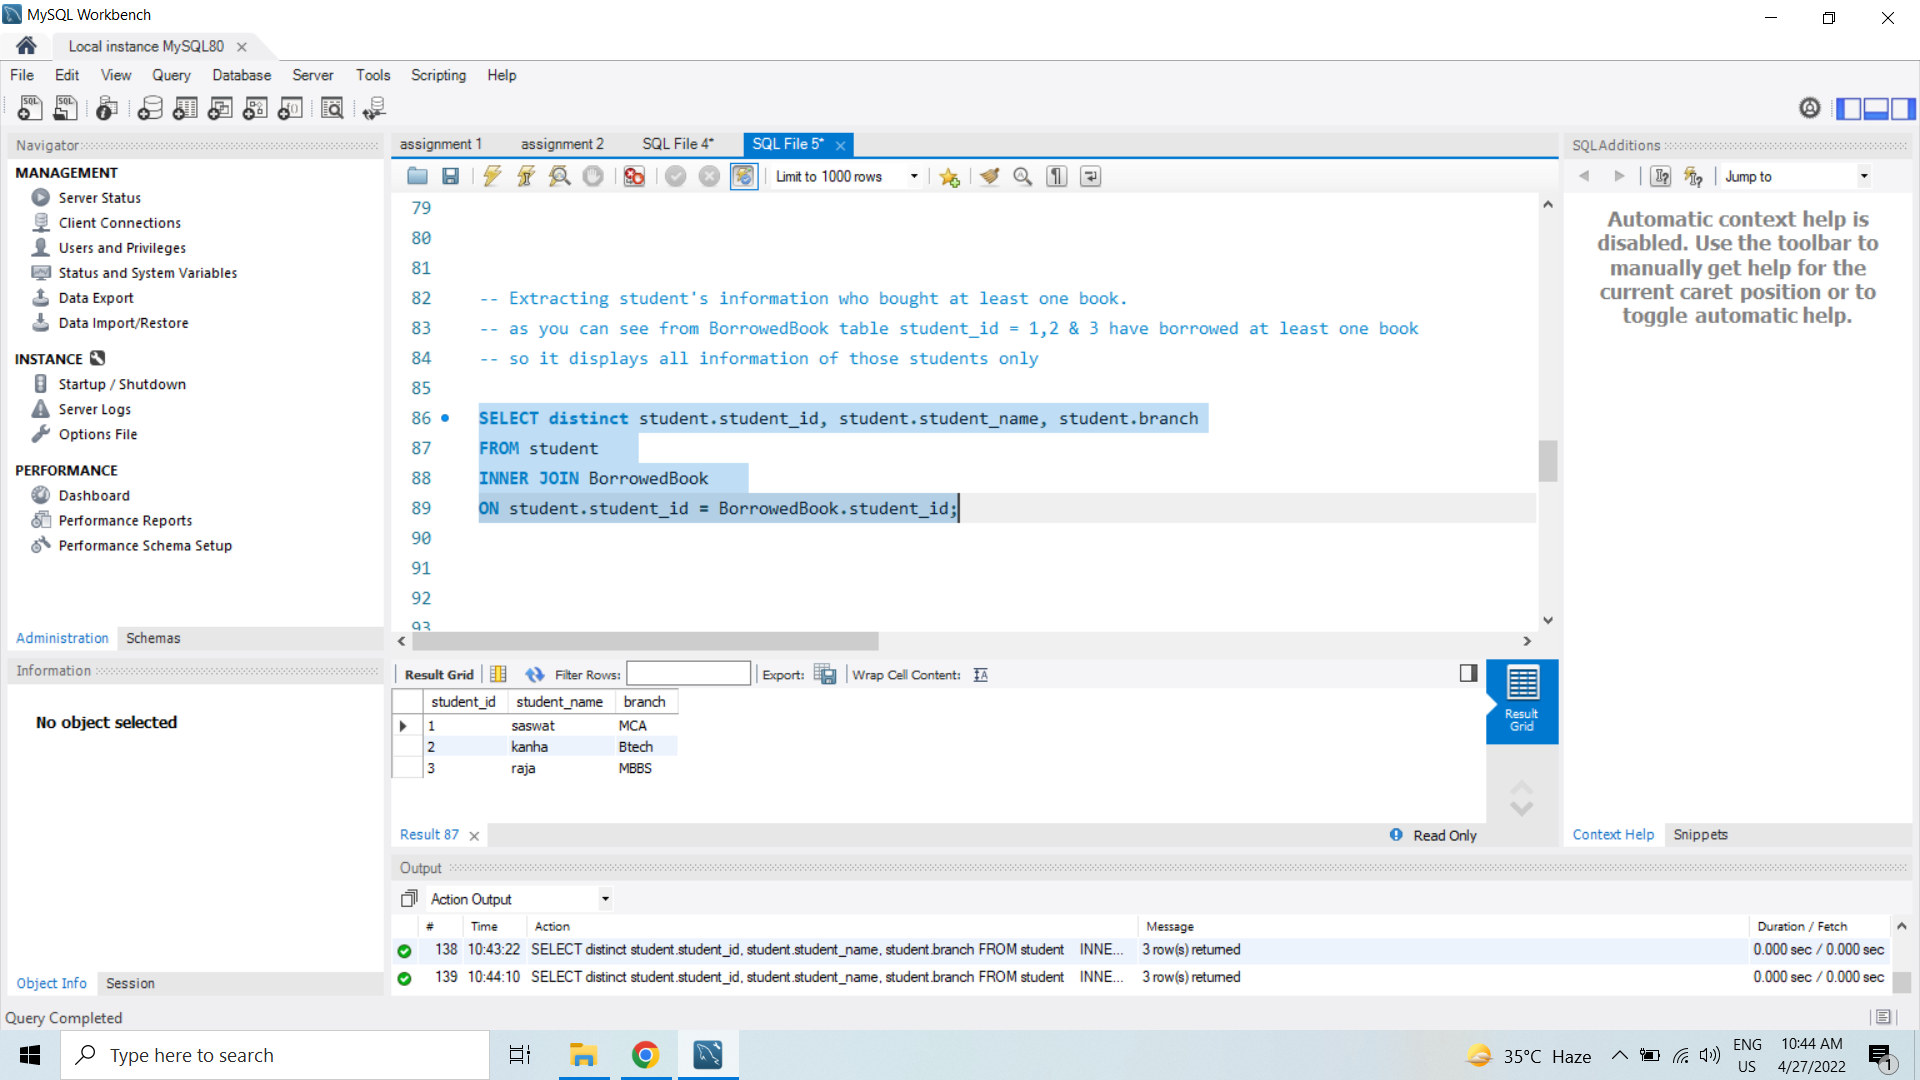 MySQL Workbench
Local instance MySQL80
File Edit View Query Database Server Tools Scripting Help
Navigator
MANAGEMENT
Server Status
Client Connections
Users and Privileges
Status and System Variables
Data Export
Data Import/Restore
INSTANCE
Startup / Shutdown
Server Logs
Options File
PERFORMANCE
Dashboard
Performance Reports
Performance Schema Setup
Administration Schemas
Information
No object selected
Object Info Session
assignment 1 assignment 2 SQL File 4* SQL File 5*
Limit to 1000 rows
79
80
81
82 -- Extracting student's information who bought at least one book.
83 -- as you can see from BorrowedBook table student_id = 1,2 & 3 have borrowed at least one book
84 -- so it displays all information of those students only
85
86 SELECT distinct student.student_id, student.student_name, student.branch
87 FROM student
88 INNER JOIN BorrowedBook
89 ON student.student_id = BorrowedBook.student_id;
90
91
92
93
Result Grid Filter Rows: Export: Wrap Cell Content:
student_id student_name branch
1 saswat MCA
2 kanha Btech
3 raja MBBS
Result
Grid
Result 87 Read Only
SQLAdditions
Jump to
Automatic context help is
disabled. Use the toolbar to
manually get help for the
current caret position or to
toggle automatic help.
Context Help Snippets
Output
Action Output
# Time Action Message Duration / Fetch
138 10:43:22 SELECT distinct student.student_id, student.student_name, student.branch FROM student INNE... 3 row(s) returned 0.000 sec / 0.000 sec
139 10:44:10 SELECT distinct student.student_id, student.student_name, student.branch FROM student INNE... 3 row(s) returned 0.000 sec / 0.000 sec
Query Completed
Type here to search
35°C Haze
ENG
US
10:44 AM
4/27/2022
1